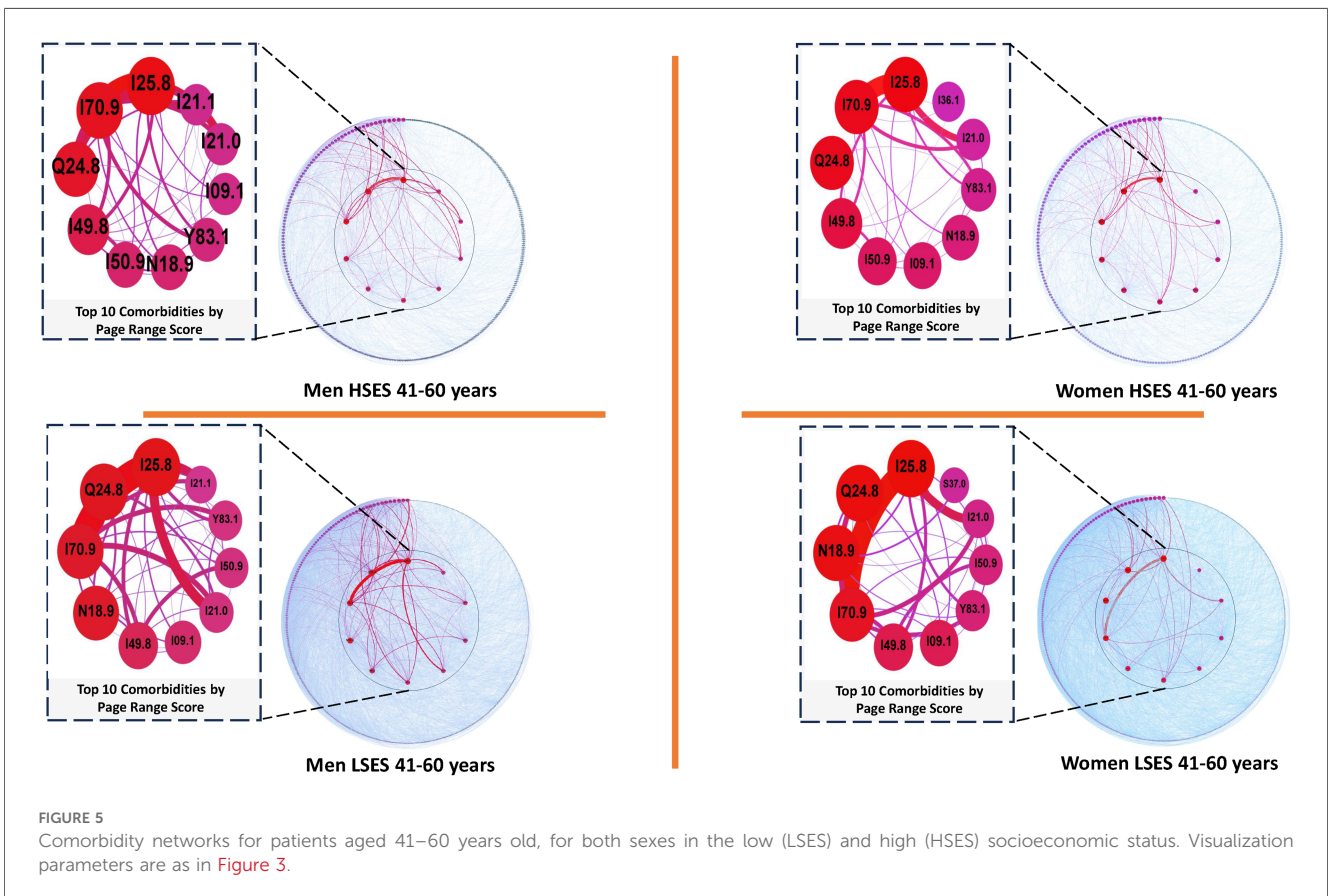 I25.8
I70.9
I21.1
I21.0
Q24.8
I09.1
I49.8
Y83.1
I50.9
N18.9
Top 10 Comorbidities by
Page Range Score
Men HSES 41-60 years
I25.8
I36.1
I70.9
I21.0
Q24.8
Y83.1
I49.8
N18.9
I50.9
I09.1
Top 10 Comorbidities by
Page Range Score
Women HSES 41-60 years
I25.8
I21.1
Q24.8
Y83.1
I70.9
I50.9
N18.9
I21.0
I49.8
I09.1
Top 10 Comorbidities by
Page Range Score
Men LSES 41-60 years
I25.8
S37.0
Q24.8
I21.0
N18.9
I50.9
I70.9
Y83.1
I49.8
I09.1
Top 10 Comorbidities by
Page Range Score
Women LSES 41-60 years
FIGURE 5
Comorbidity networks for patients aged 41–60 years old, for both sexes in the low (LSES) and high (HSES) socioeconomic status. Visualization
parameters are as in Figure 3.